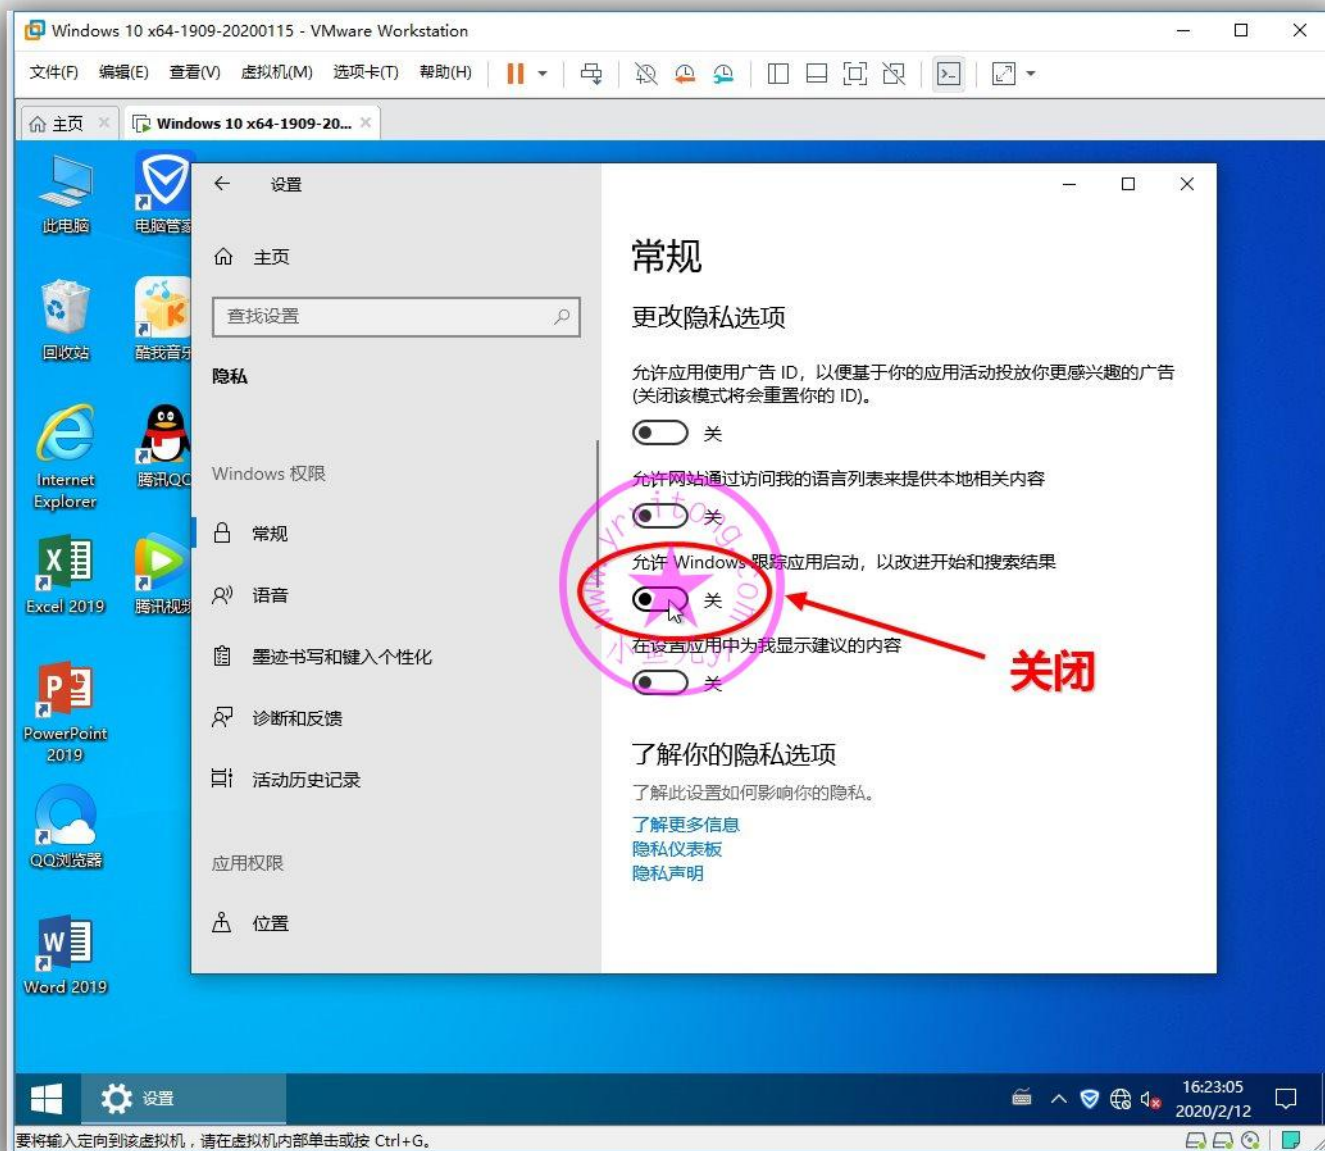 Windows 10 x64-1909-20200115 - VMware Workstation
文件(F) 编辑(E) 查看(V) 虚拟机(M) 选项卡(T) 帮助(H)
主页
Windows 10 x64-1909-20...
此电脑
电脑管家
回收站
酷我音乐
Internet
Explorer
腾讯QQ
Excel 2019
腾讯视频
PowerPoint
2019
QQ浏览器
Word 2019
设置
主页
查找设置
隐私
Windows 权限
常规
语音
墨迹书写和键入个性化
诊断和反馈
活动历史记录
应用权限
位置
常规
更改隐私选项
允许应用使用广告 ID，以便基于你的应用活动投放你更感兴趣的广告
(关闭该模式将会重置你的 ID)。
关
允许网站通过访问我的语言列表来提供本地相关内容
关
允许 Windows 跟踪应用启动，以改进开始和搜索结果
关
在设置应用中为我显示建议的内容
关
关闭
www.yrxitong.com
了解你的隐私选项
了解此设置如何影响你的隐私。
了解更多信息
隐私仪表板
隐私声明
设置
16:23:05
2020/2/12
要将输入定向到该虚拟机，请在虚拟机内部单击或按 Ctrl+G。